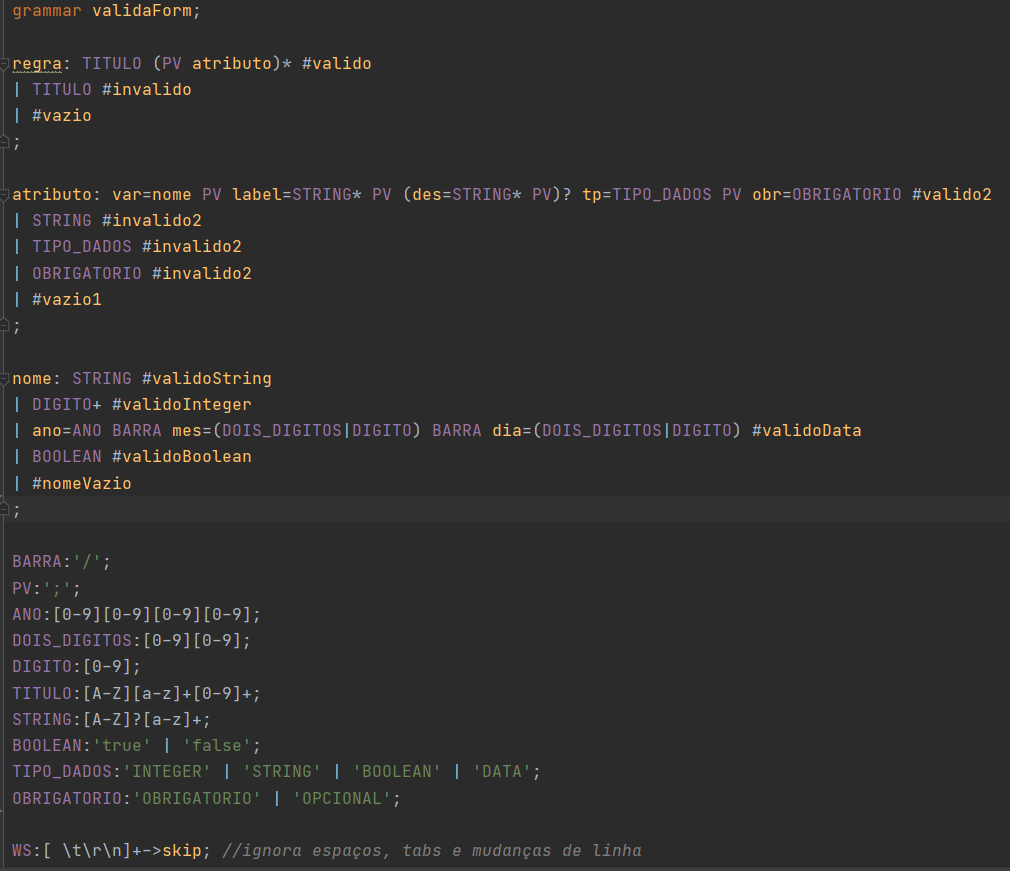 grammar validaForm;
regra: TITULO (PV atributo)* #valido
| TITULO #invalido
| #vazio
;
atributo: var=nome PV label=STRING* PV (des=STRING* PV)? tp=TIPO_DADOS PV obr=OBRIGATORIO #valido2
| STRING #invalido2
| TIPO_DADOS #invalido2
| OBRIGATORIO #invalido2
| #vazio1
;
nome: STRING #validoString
| DIGITO+ #validoInteger
| ano=ANO BARRA mes=(DOIS_DIGITOS|DIGITO) BARRA dia=(DOIS_DIGITOS|DIGITO) #validoData
| BOOLEAN #validoBoolean
| #nomeVazio
;
BARRA:'/';
PV:';';
ANO:[0-9][0-9][0-9][0-9];
DOIS_DIGITOS:[0-9][0-9];
DIGITO:[0-9];
TITULO:[A-Z][a-z]+[0-9]+;
STRING:[A-Z]?[a-z]+;
BOOLEAN:'true' | 'false';
TIPO_DADOS:'INTEGER' | 'STRING' | 'BOOLEAN' | 'DATA';
OBRIGATORIO:'OBRIGATORIO' | 'OPCIONAL';
WS:[ \t\r\n]+->skip; //ignora espaços, tabs e mudanças de linha